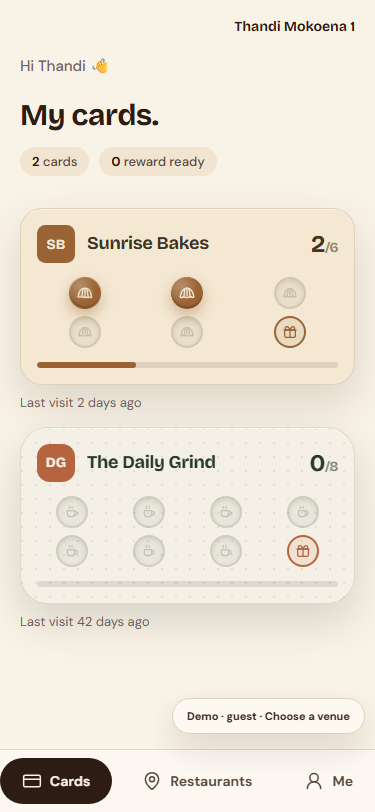 Thandi Mokoena 1
Hi Thandi 👋
My cards.
2 cards
0 reward ready
SB
Sunrise Bakes
2/6
Last visit 2 days ago
DG
The Daily Grind
0/8
Last visit 42 days ago
Demo · guest · Choose a venue
Cards
Restaurants
Me